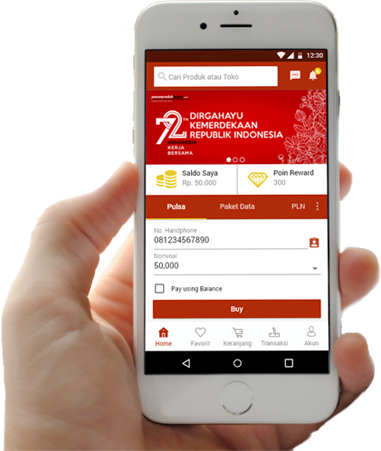 12:30
Cari Produk atau Toko
72TH
DIRGAHAYU
KEMERDEKAAN
REPUBLIK INDONESIA
INDONESIA
KERJA
BERSAMA
Saldo Saya
Rp. 50.000
Poin Reward
300
Pulsa
Paket Data
PLN
No. Handphone
081234567890
Nominal
50,000
Pay using Balance
Buy
Home
Favorit
Keranjang
Transaksi
Akun